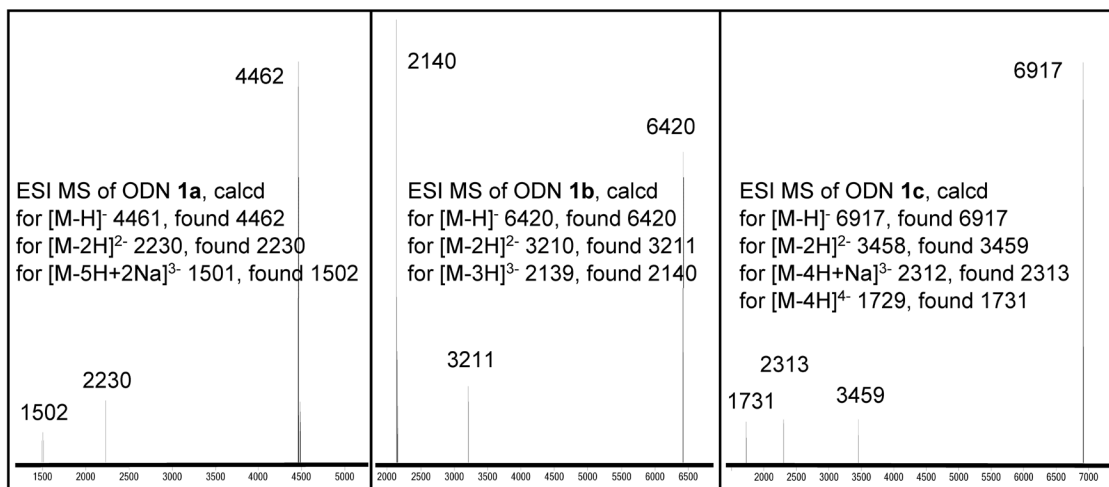 4462
ESI MS of ODN 1a, calcd
for [M-H]⁻ 4461, found 4462
for [M-2H]²⁻ 2230, found 2230
for [M-5H+2Na]³⁻ 1501, found 1502
2230
1502
1500 2000 2500 3000 3500 4000 4500 5000
2140
6420
ESI MS of ODN 1b, calcd
for [M-H]⁻ 6420, found 6420
for [M-2H]²⁻ 3210, found 3211
for [M-3H]³⁻ 2139, found 2140
3211
2000 2500 3000 3500 4000 4500 5000 5500 6000 6500
6917
ESI MS of ODN 1c, calcd
for [M-H]⁻ 6917, found 6917
for [M-2H]²⁻ 3458, found 3459
for [M-4H+Na]³⁻ 2312, found 2313
for [M-4H]⁴⁻ 1729, found 1731
2313
1731 3459
2000 2500 3000 3500 4000 4500 5000 5500 6000 6500 7000